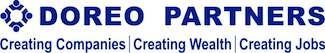 DOREO PARTNERS
Creating Companies | Creating Wealth | Creating Jobs